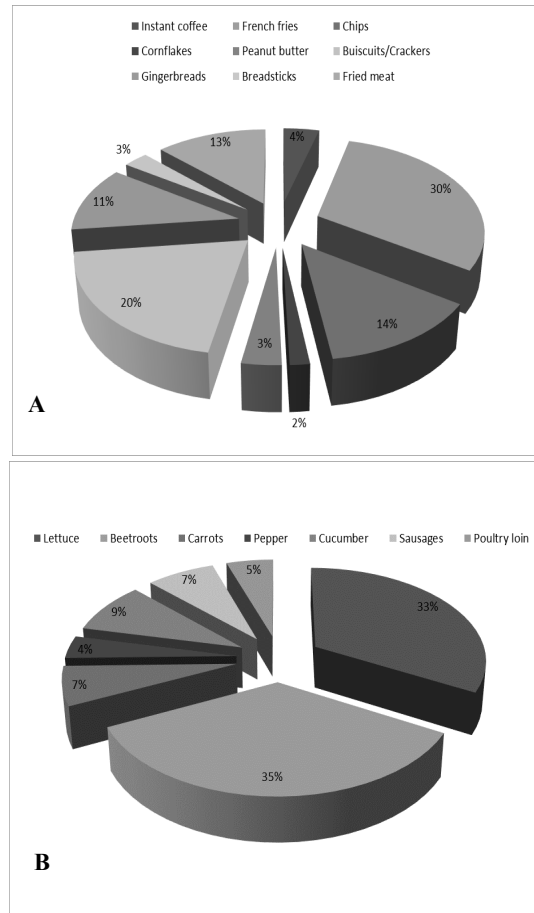 Instant coffee French fries Chips
Cornflakes Peanut butter Buiscuits/Crackers
Gingerbreads Breadsticks Fried meat
4%
13%
3%
30%
11%
20%
14%
3%
2%
A
Lettuce Beetroots Carrots Pepper Cucumber Sausages Poultry loin
5%
7%
33%
9%
4%
7%
35%
B